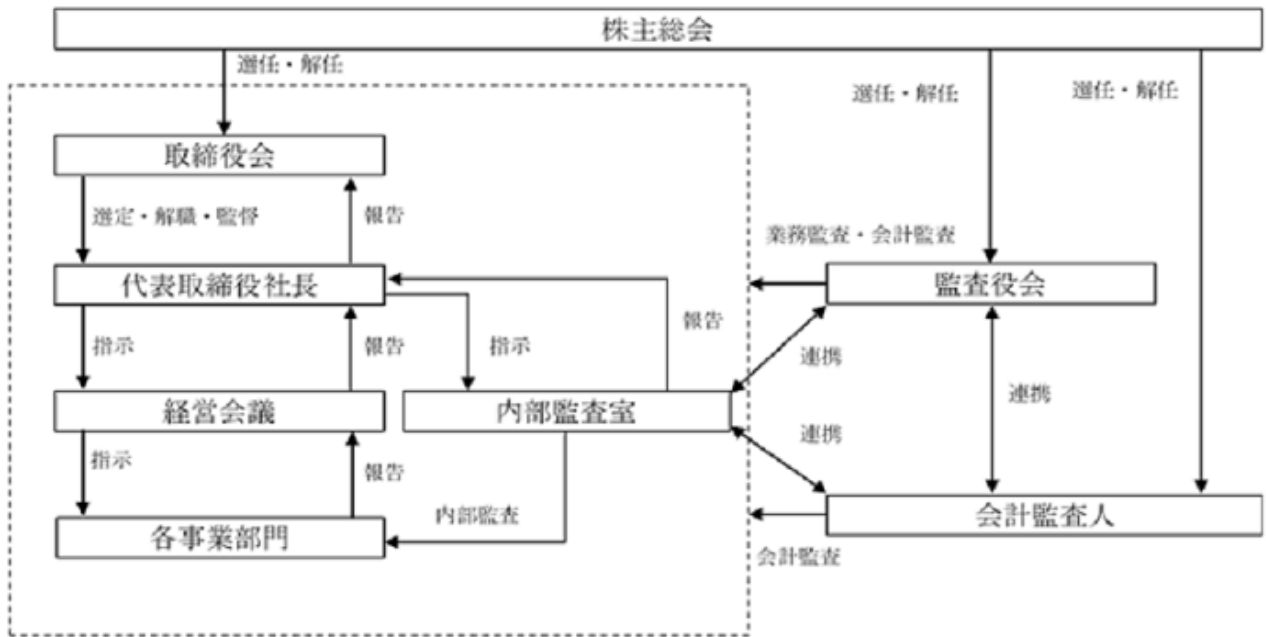 株主総会
選任・解任
選任・解任
選任・解任
取締役会
選定・解職・監督
報告
業務監査・会計監査
代表取締役社長
監査役会
指示
報告
指示
報告
連携
経営会議
内部監査室
連携
連携
指示
報告
内部監査
各事業部門
会計監査人
会計監査